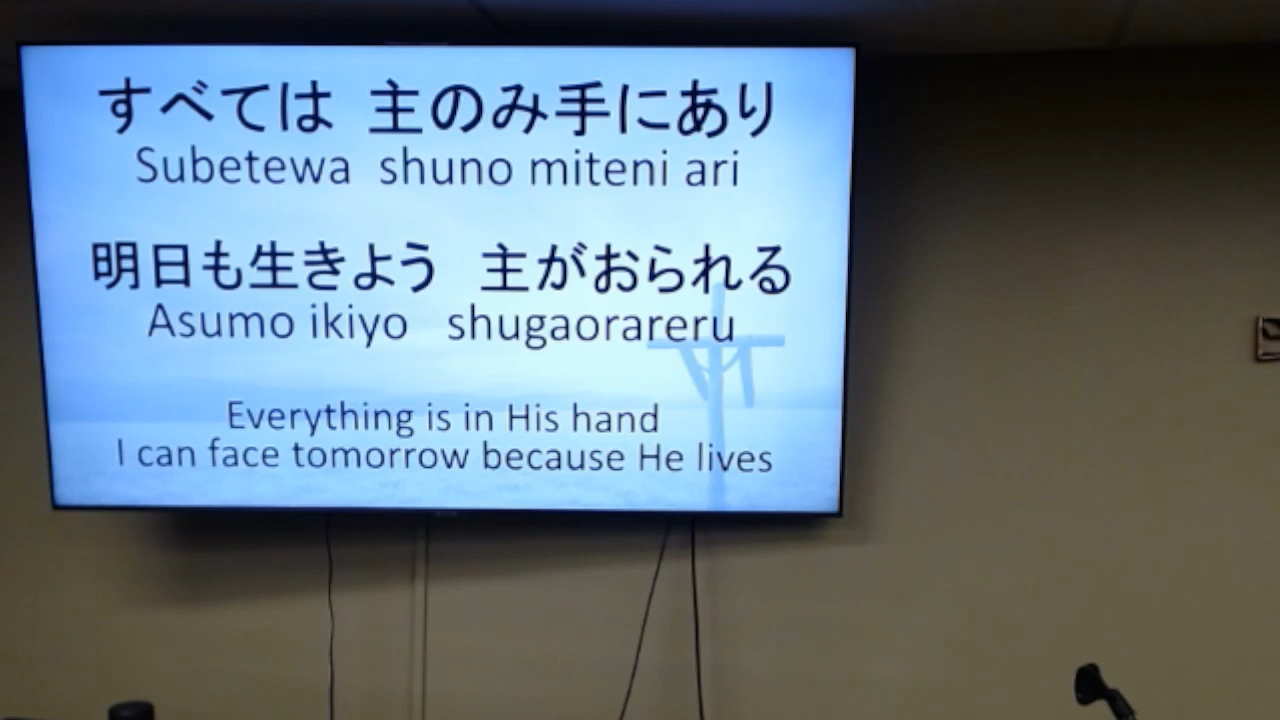 すべては 主のみ手にあり
Subetewa shuno miteni ari
明日も生きよう 主がおられる
Asumo ikiyo shugaorareru
Everything is in His hand
I can face tomorrow because He lives